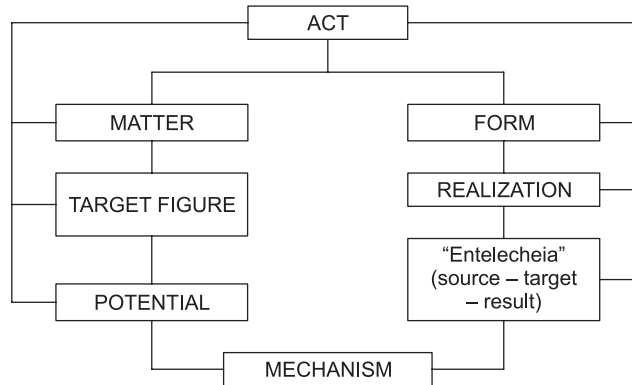 ACT
MATTER
FORM
TARGET FIGURE
REALIZATION
“Entelecheia”
(source – target
– result)
POTENTIAL
MECHANISM